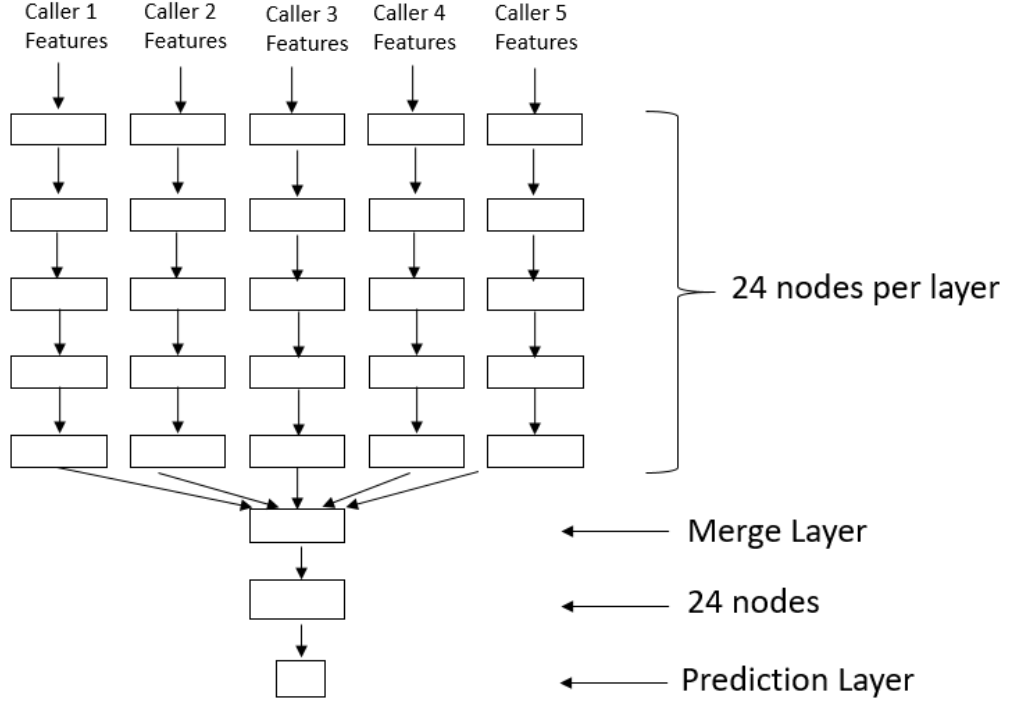 Caller 1
Features
Caller 2
Features
Caller 3
Features
Caller 4
Features
Caller 5
Features
24 nodes per layer
Merge Layer
24 nodes
Prediction Layer